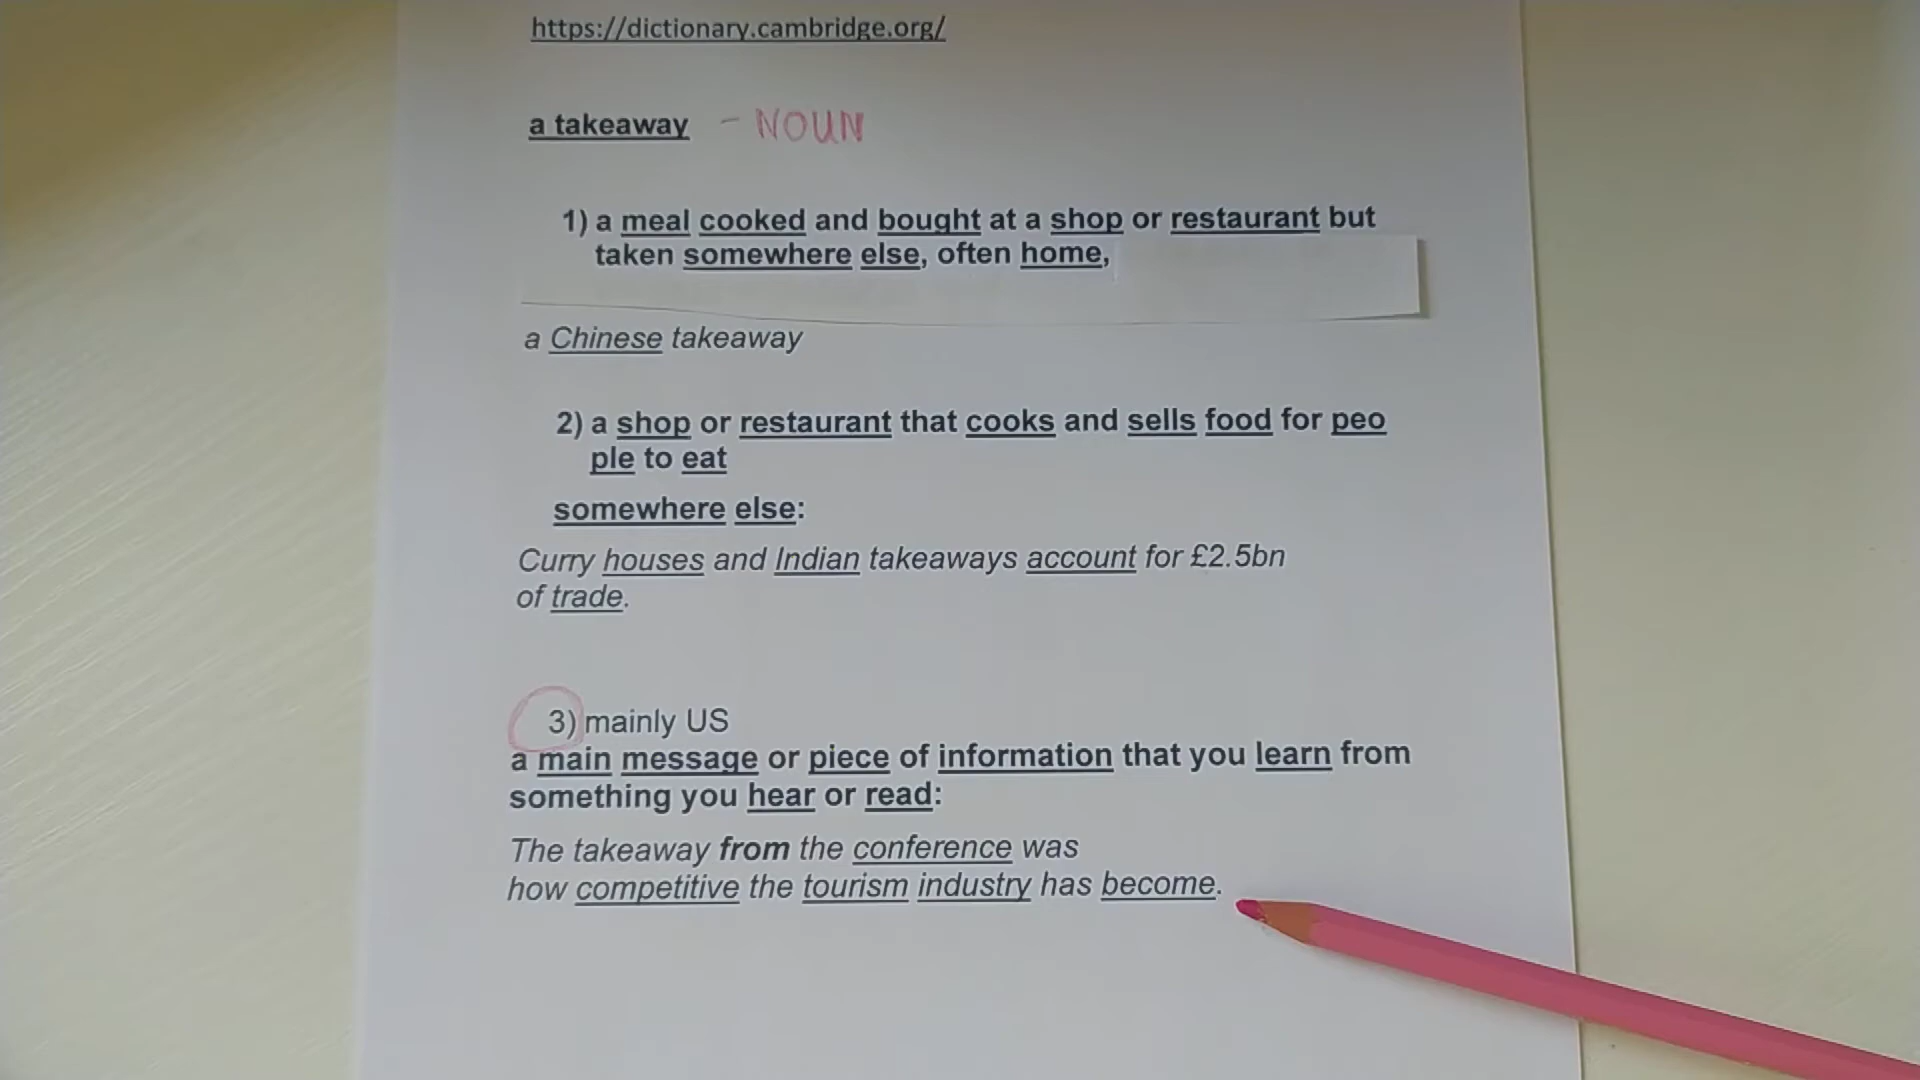 https://dictionary.cambridge.org/
a takeaway - NOUN
1) a meal cooked and bought at a shop or restaurant but
taken somewhere else, often home,
a Chinese takeaway
2) a shop or restaurant that cooks and sells food for peo
ple to eat
somewhere else:
Curry houses and Indian takeaways account for £2.5bn
of trade.
3) mainly US
a main message or piece of information that you learn from
something you hear or read:
The takeaway from the conference was
how competitive the tourism industry has become.